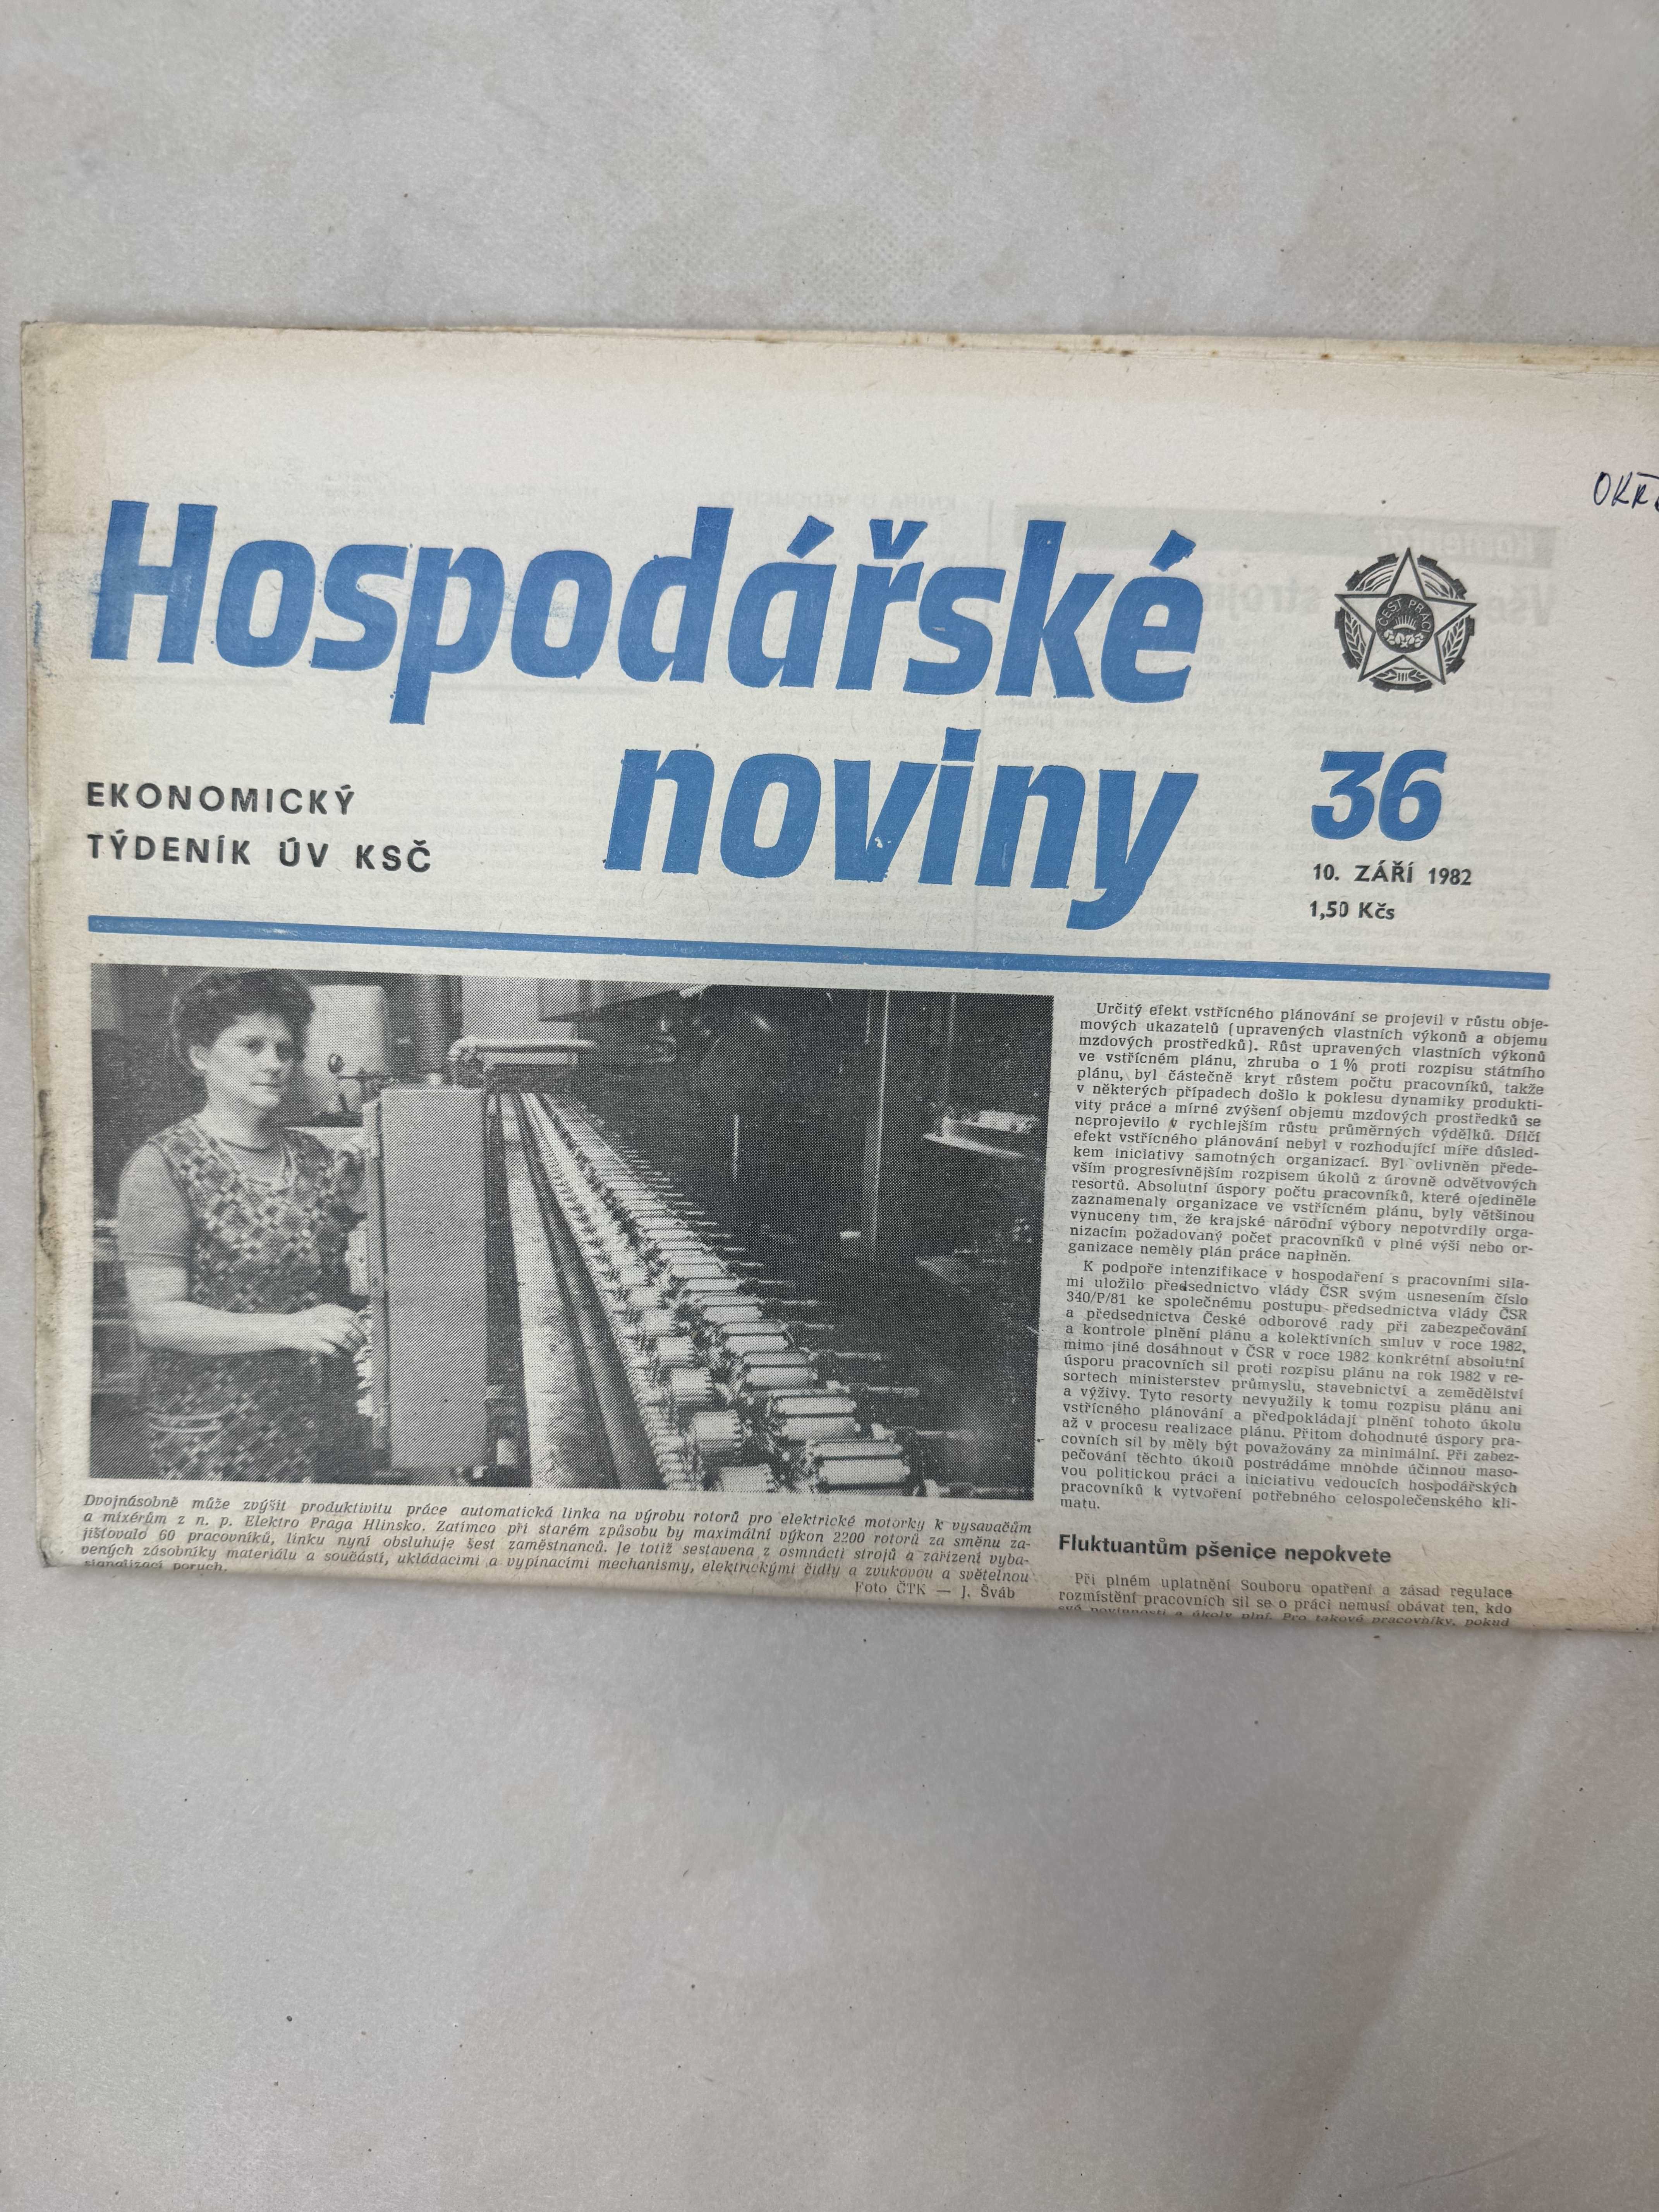 OKR
Hospodářské
noviny
ČEST PRÁCI
EKONOMICKÝ
TÝDENÍK ÚV KSČ
36
10. ZÁŘÍ 1982
1,50 Kčs
Dvojnásobně může zvýšit produktivitu práce automatická linka na výrobu rotorů pro elektrické motorky k vysavačům
a mixérům z n. p. Elektro Praga Hlinsko. Zatímco při starém způsobu by maximální výkon 2200 rotorů za směnu za-
jišťovalo 60 pracovníků, linku nyní obsluhuje šest zaměstnanců. Je totiž sestavena z osmnácti strojů a zařízení vyba-
vených zásobníky materiálu a součástí, ukládacími a vypínacími mechanismy, elektrickými čidly a zvukovou a světelnou
signalizací poruch.
Foto ČTK — J. Šváb
Určitý efekt vstřícného plánování se projevil v růstu obje-
mových ukazatelů (upravených vlastních výkonů a objemu
mzdových prostředků). Růst upravených vlastních výkonů
ve vstřícném plánu, zhruba o 1 % proti rozpisu státního
plánu, byl částečně kryt růstem počtu pracovníků, takže
v některých případech došlo k poklesu dynamiky produkti-
vity práce a mírné zvýšení objemu mzdových prostředků se
neprojevilo v rychlejším růstu průměrných výdělků. Dílčí
efekt vstřícného plánování nebyl v rozhodující míře důsled-
kem iniciativy samotných organizací. Byl ovlivněn přede-
vším progresívnějším rozpisem úkolů z úrovně odvětvových
resortů. Absolutní úspory počtu pracovníků, které ojediněle
zaznamenaly organizace ve vstřícném plánu, byly většinou
vynuceny tím, že krajské národní výbory nepotvrdily orga-
nizacím požadovaný počet pracovníků v plné výši nebo or-
ganizace neměly plán práce naplněn.
K podpoře intenzifikace v hospodaření s pracovními sila-
mi uložilo předsednictvo vlády ČSR svým usnesením číslo
340/P/81 ke společnému postupu předsednictva vlády ČSR
a předsednictva České odborové rady při zabezpečování
a kontrole plnění plánu a kolektivních smluv v roce 1982,
mimo jiné dosáhnout v ČSR v roce 1982 konkrétní absolutní
úsporu pracovních sil proti rozpisu plánu na rok 1982 v re-
sortech ministerstev průmyslu, stavebnictví a zemědělství
a výživy. Tyto resorty nevyužily k tomu rozpisu plánu ani
vstřícného plánování a předpokládají plnění tohoto úkolu
až v procesu realizace plánu. Přitom dohodnuté úspory pra-
covních sil by měly být považovány za minimální. Při zabez-
pečování těchto úkolů postrádáme mnohde účinnou maso-
vou politickou práci a iniciativu vedoucích hospodářských
pracovníků k vytvoření potřebného celospolečenského kli-
matu.
Fluktuantům pšenice nepokvete
Při plném uplatnění Souboru opatření a zásad regulace
rozmístění pracovních sil se o práci nemusí obávat ten, kdo
své povinnosti a úkoly plní. Pro takové pracovníky, pokud